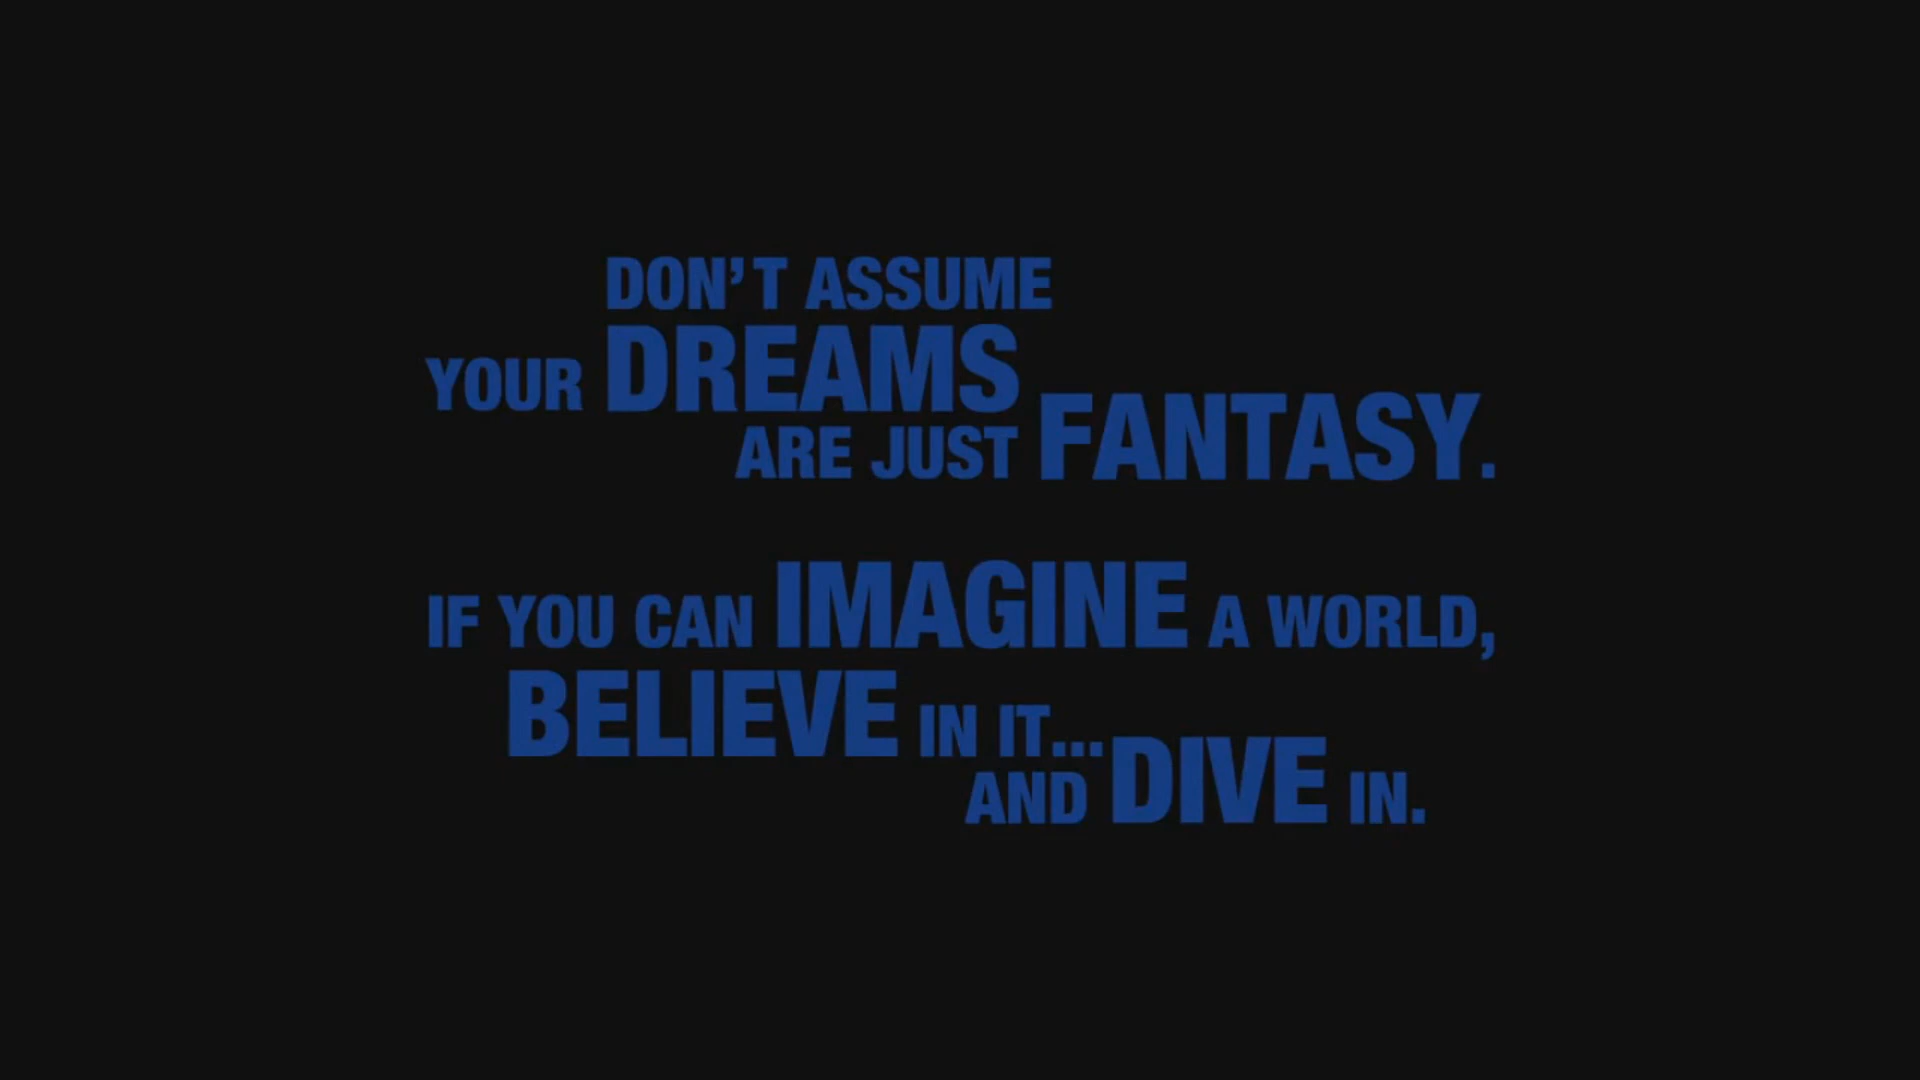 DON'T ASSUME
YOUR DREAMS
ARE JUST FANTASY.
IF YOU CAN IMAGINE A WORLD,
BELIEVE IN IT...
AND DIVE IN.